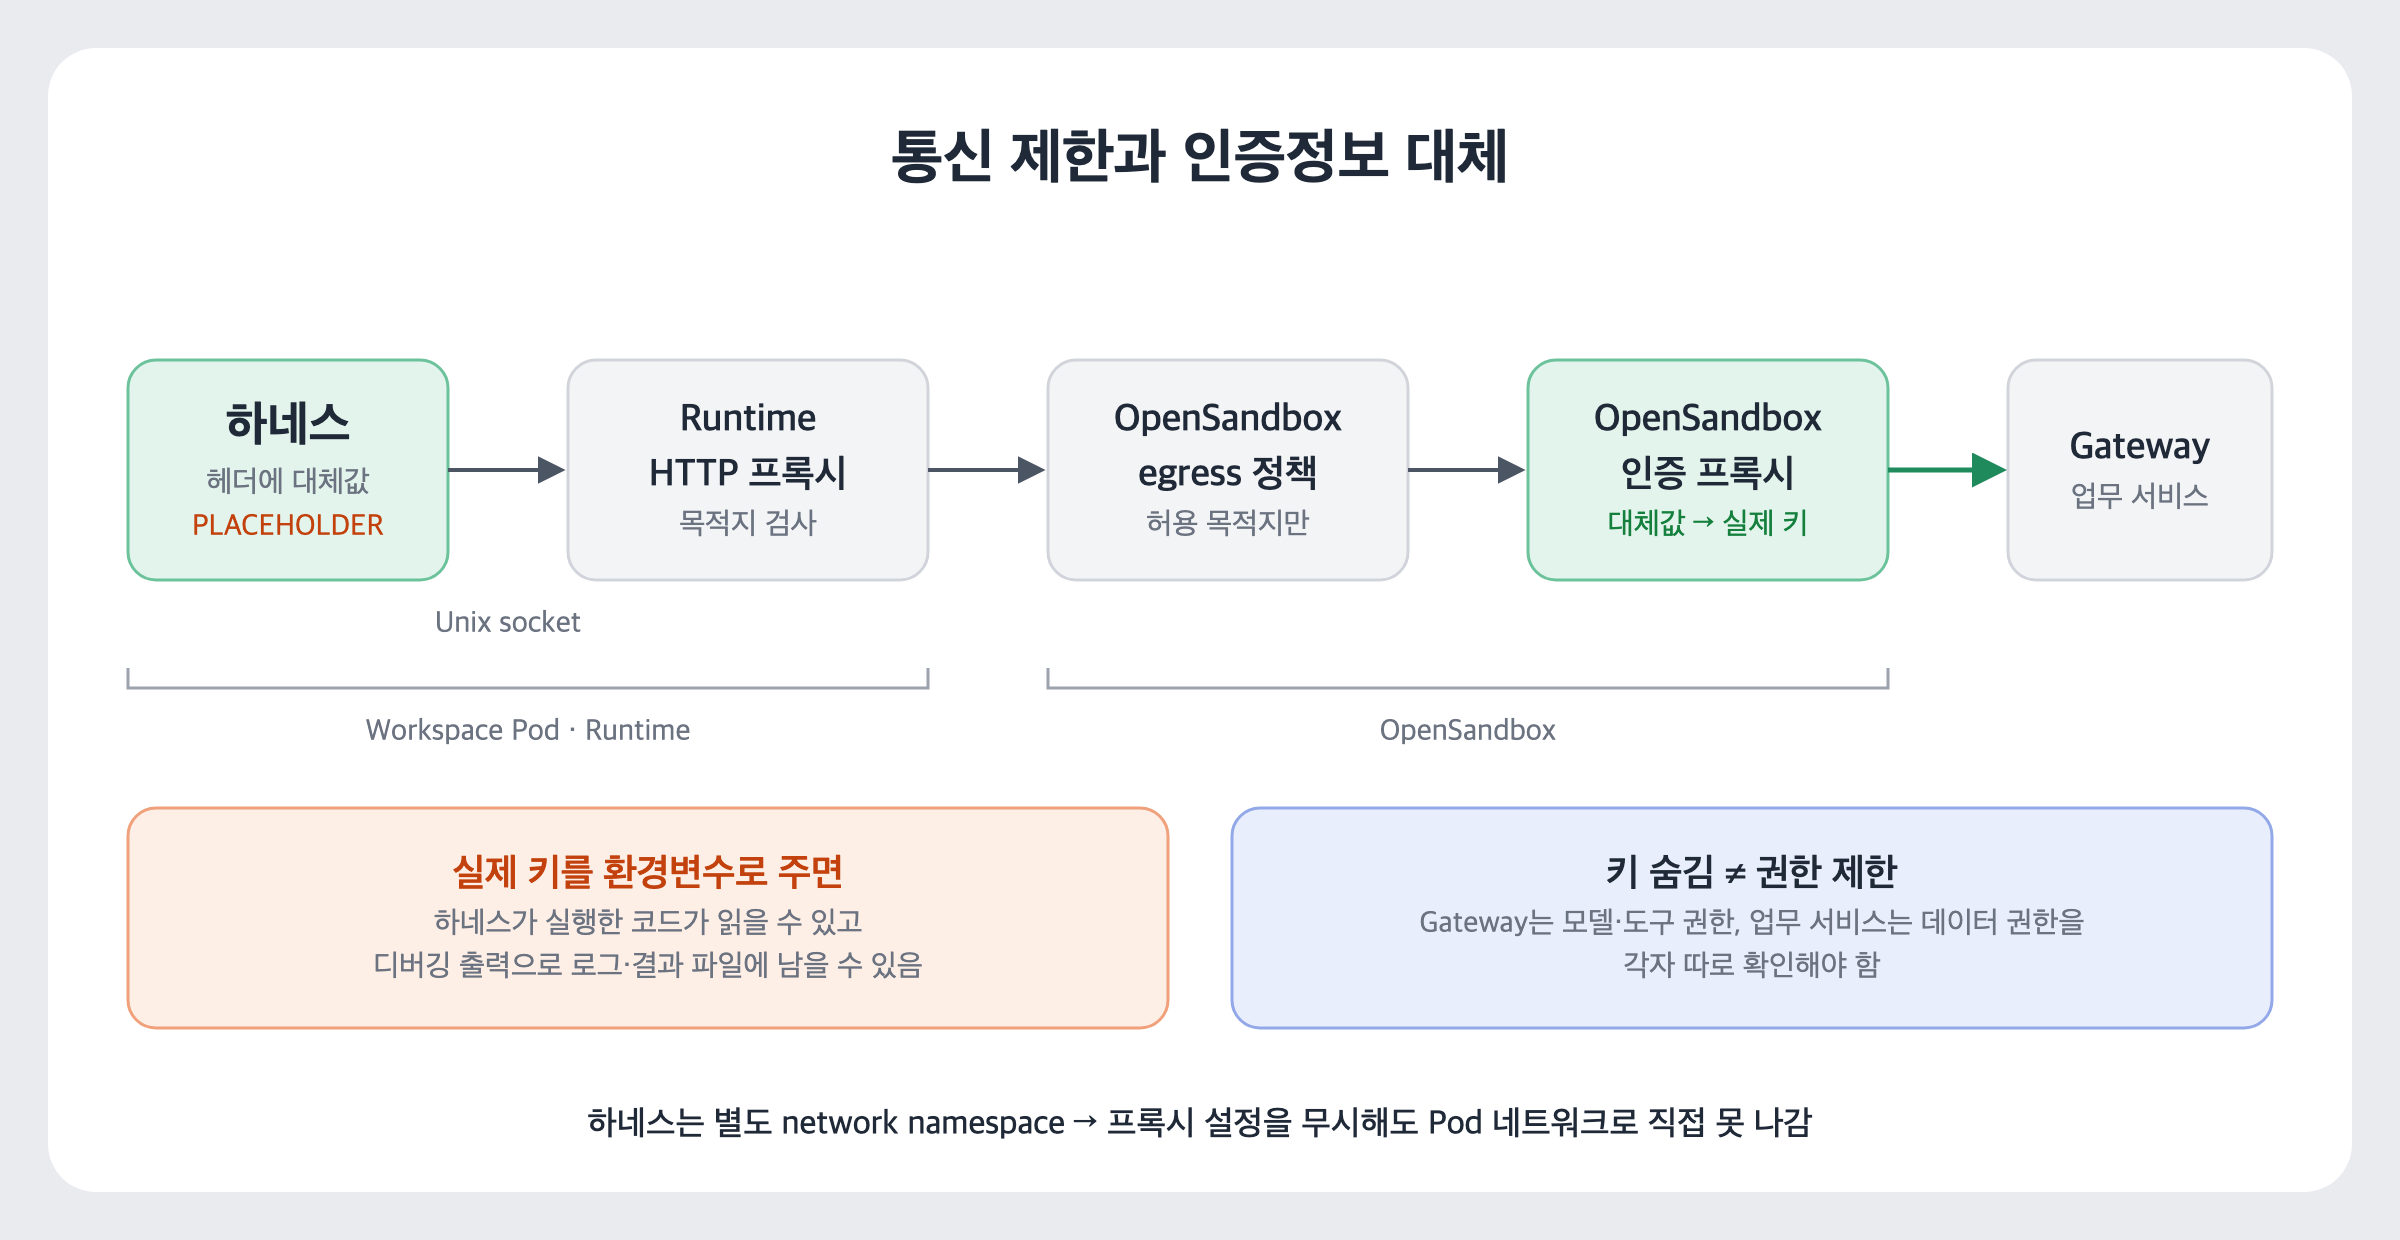 통신 제한과 인증정보 대체
하네스
헤더에 대체값
PLACEHOLDER
Runtime
HTTP 프록시
목적지 검사
OpenSandbox
egress 정책
허용 목적지만
OpenSandbox
인증 프록시
대체값 → 실제 키
Gateway
업무 서비스
Unix socket
Workspace Pod · Runtime
OpenSandbox
실제 키를 환경변수로 주면
하네스가 실행한 코드가 읽을 수 있고
디버깅 출력으로 로그·결과 파일에 남을 수 있음
키 숨김 ≠ 권한 제한
Gateway는 모델·도구 권한, 업무 서비스는 데이터 권한을
각자 따로 확인해야 함
하네스는 별도 network namespace → 프록시 설정을 무시해도 Pod 네트워크로 직접 못 나감